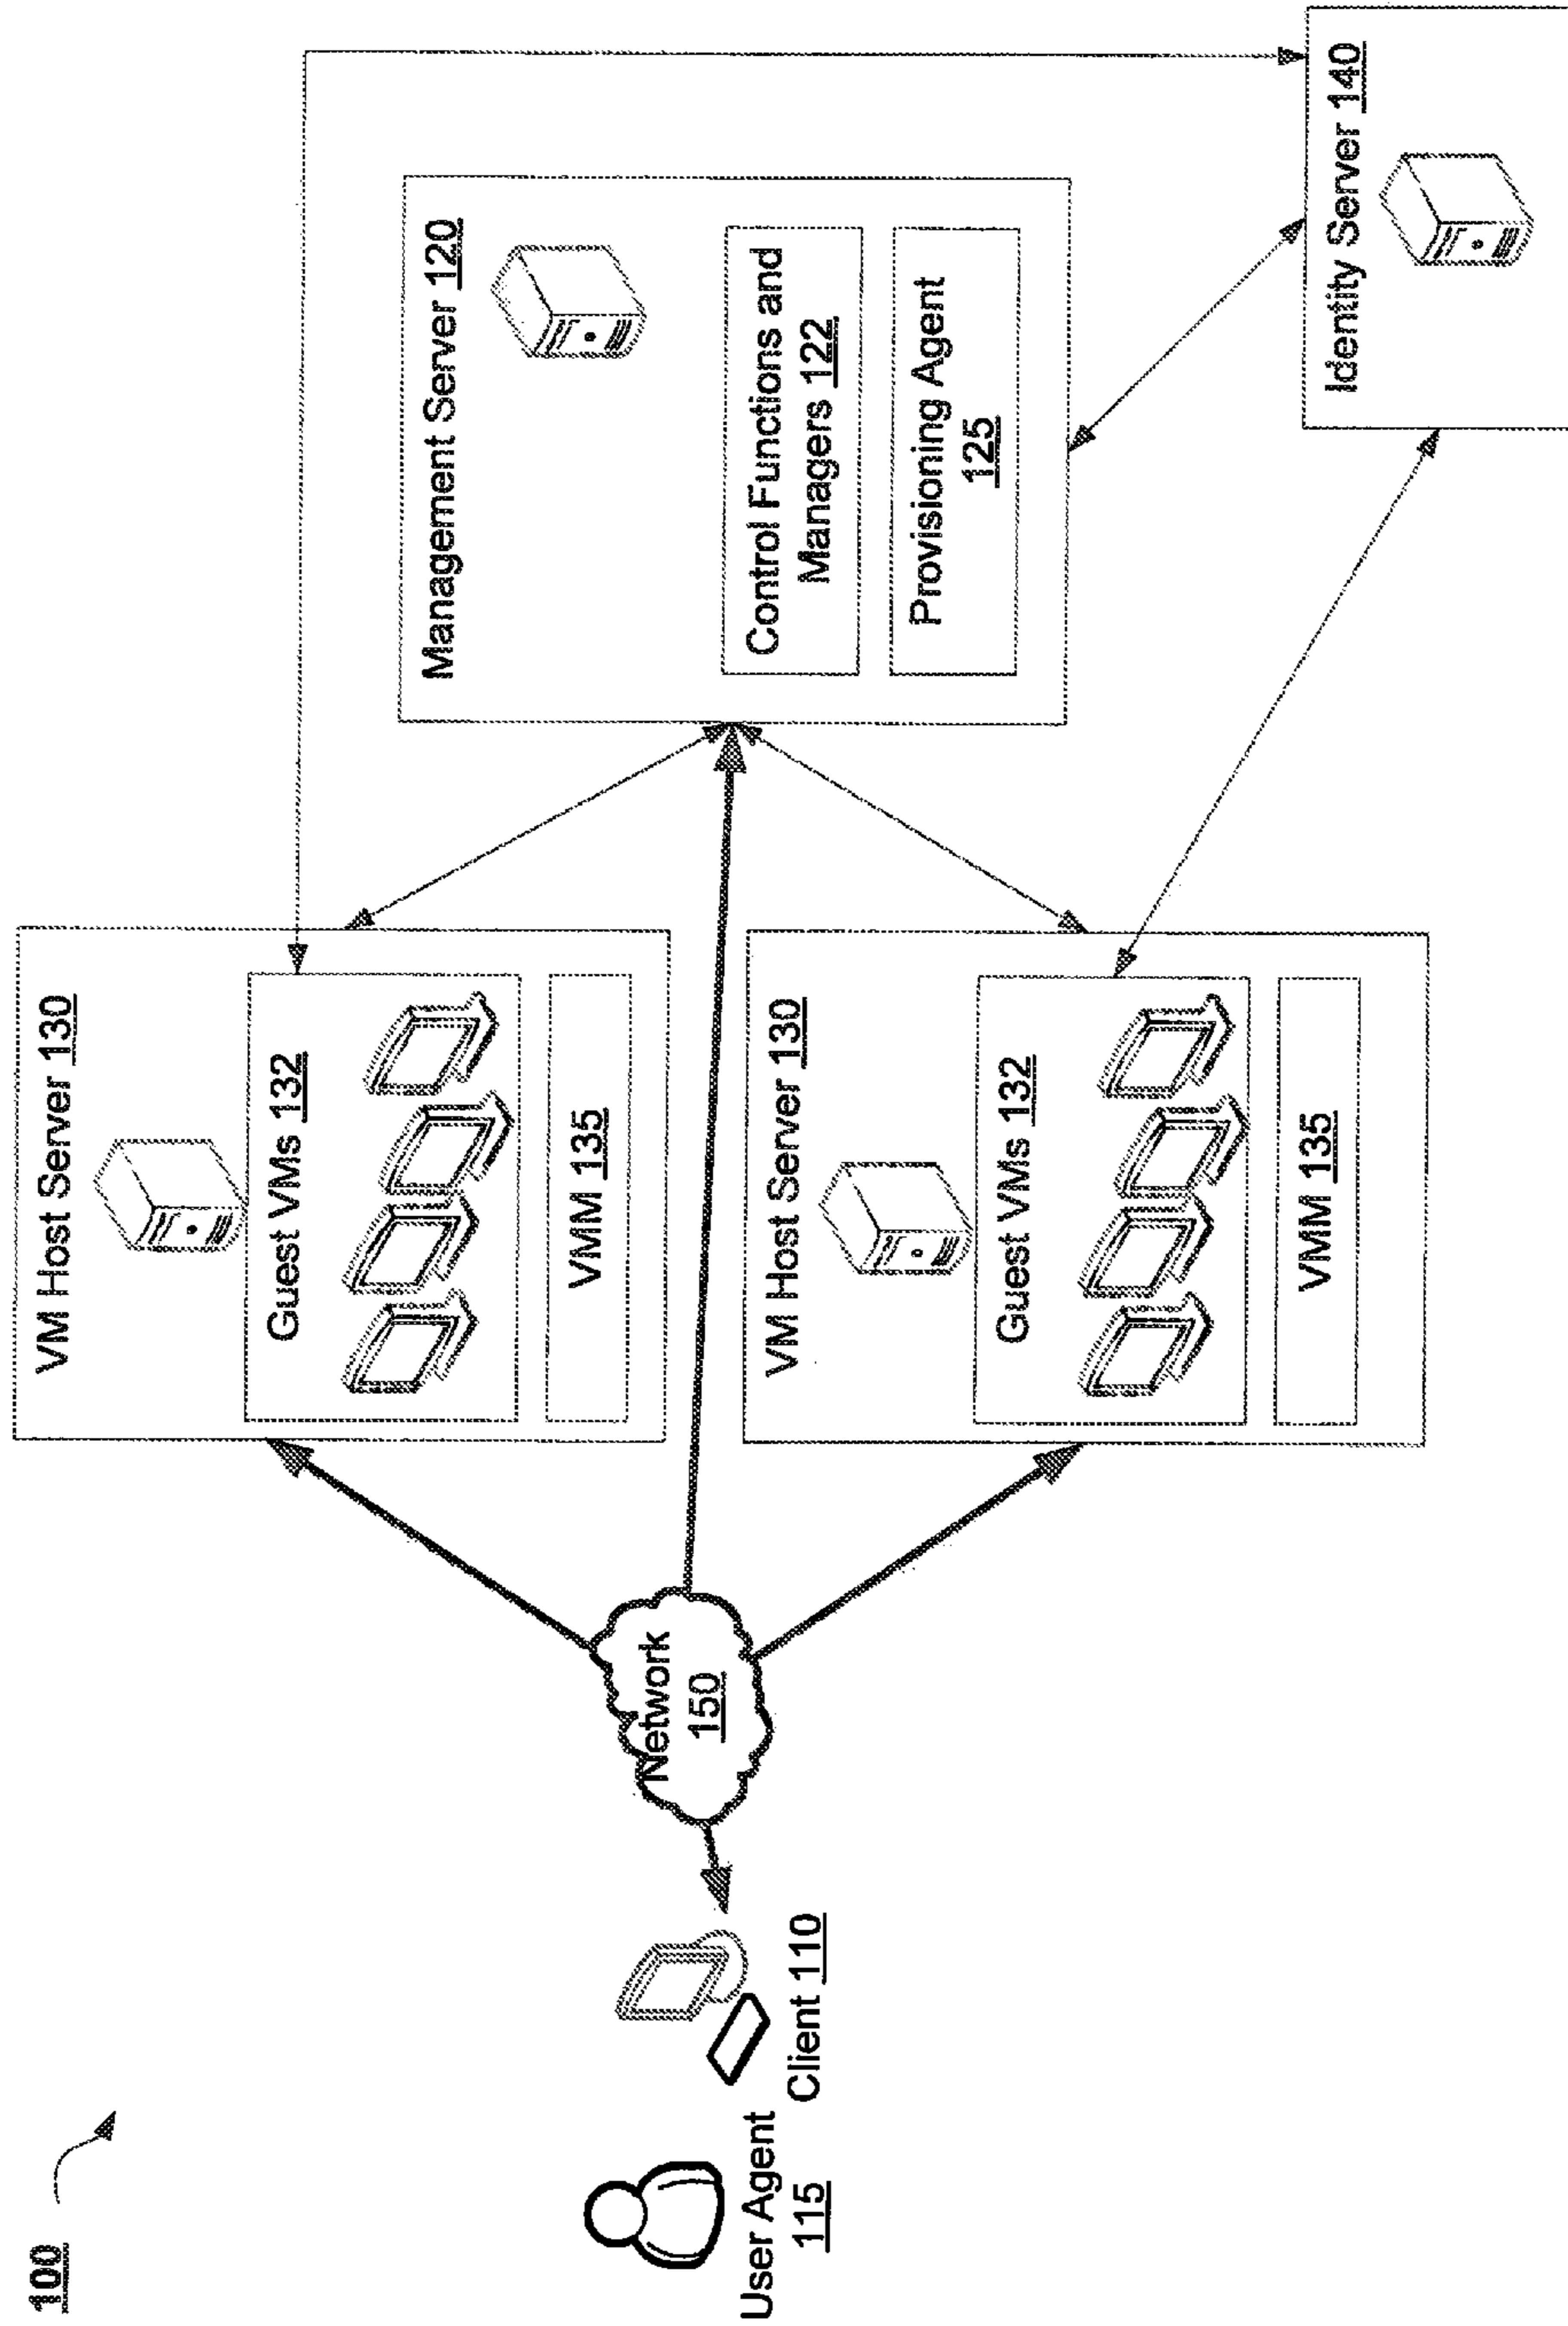 100
User Agent
115
Client 110
Network
150
VM Host Server 130
Guest VMs 132
VMM 135
VM Host Server 130
Guest VMs 132
VMM 135
Management Server 120
Control Functions and
Managers 122
Provisioning Agent
125
Identity Server 140